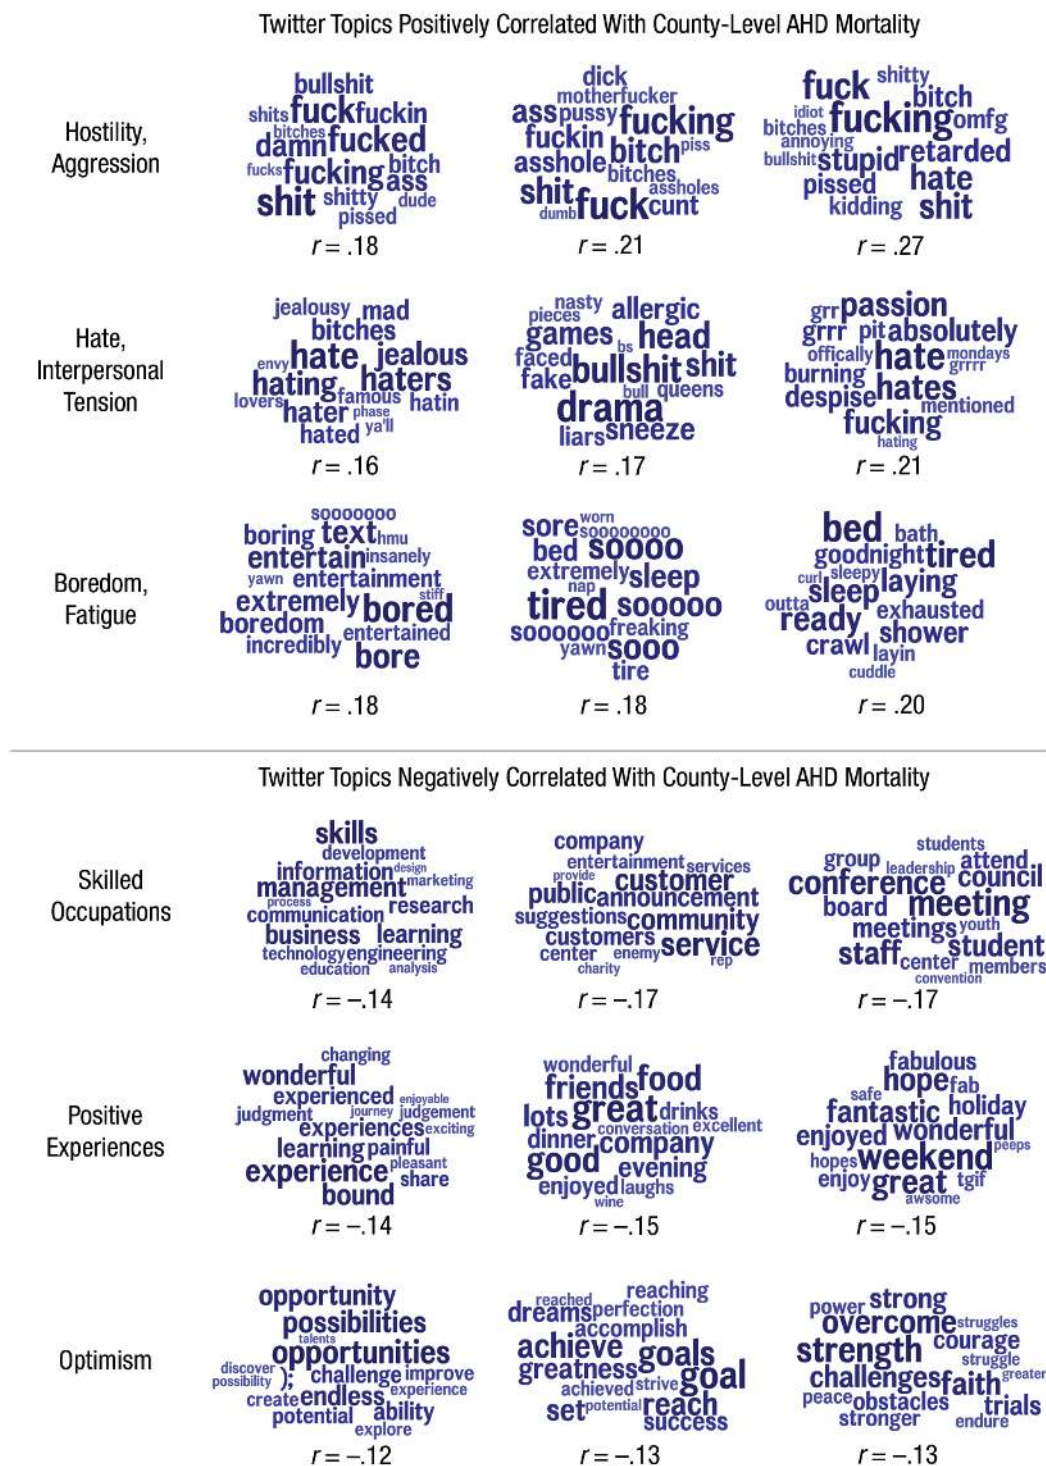 Twitter Topics Positively Correlated With County-Level AHD Mortality
Hostility,
Aggression
bullshit
shits fuck fuckin
bitches
damn fucked
fucks fucking bitch
ass
shit shitty dude
pissed
r = .18
dick
motherfucker
ass pussy fucking
fuckin bitch piss
asshole bitches
shit assholes
dumb fuck cunt
r = .21
fuck shitty
bitch
idiot fucking omfg
bitches
annoying
bullshit stupid retarded
pissed hate
kidding shit
r = .27
Hate,
Interpersonal
Tension
jealousy mad
bitches
envy hate jealous
hating haters
lovers famous hatin
hater phase
hated ya'll
r = .16
nasty allergic
pieces
games head
bs
faced bullshit shit
fake
bull queens
drama
liars sneeze
r = .17
grr passion
grrr pit absolutely
offically hate mondays
grrrr
burning hates
despise mentioned
fucking
hating
r = .21
Boredom,
Fatigue
sooooooo
boring text hmu
entertain insanely
yawn entertainment
stiff
extremely bored
boredom entertained
incredibly bore
r = .18
worn
sore soooooooo
bed soooo
extremely sleep
nap
tired sooooo
sooooooo freaking
yawn sooo
tire
r = .18
bed bath
goodnight tired
curl sleepy laying
sleep
outta exhausted
ready shower
crawl layin
cuddle
r = .20
Twitter Topics Negatively Correlated With County-Level AHD Mortality
Skilled
Occupations
skills
development
information design
management marketing
process research
communication
business learning
technology engineering
education analysis
r = –.14
company
entertainment services
provide customer
public announcement
suggestions community
customers service
center enemy rep
charity
r = –.17
students
group leadership attend
conference council
board meeting
meetings youth
staff student
center members
convention
r = –.17
Positive
Experiences
changing
wonderful
experienced enjoyable
judgment journey judgement
experiences exciting
learning painful
pleasant
experience share
bound
r = –.14
wonderful food
friends
lots great drinks
conversation excellent
dinner company
good evening
enjoyed laughs
wine
r = –.15
fabulous
hope fab
safe
fantastic holiday
enjoyed wonderful
peeps
hopes weekend
enjoy great tgif
awsome
r = –.15
Optimism
opportunity
possibilities
talents
opportunities
discover
possibility ); challenge improve
create endless experience
potential ability
explore
r = –.12
reaching
reached
dreams perfection
accomplish
achieve goals
greatness goal
achieved strive
set potential reach
success
r = –.13
power strong
overcome struggles
strength courage
struggle
challenges faith greater
peace obstacles trials
stronger endure
r = –.13